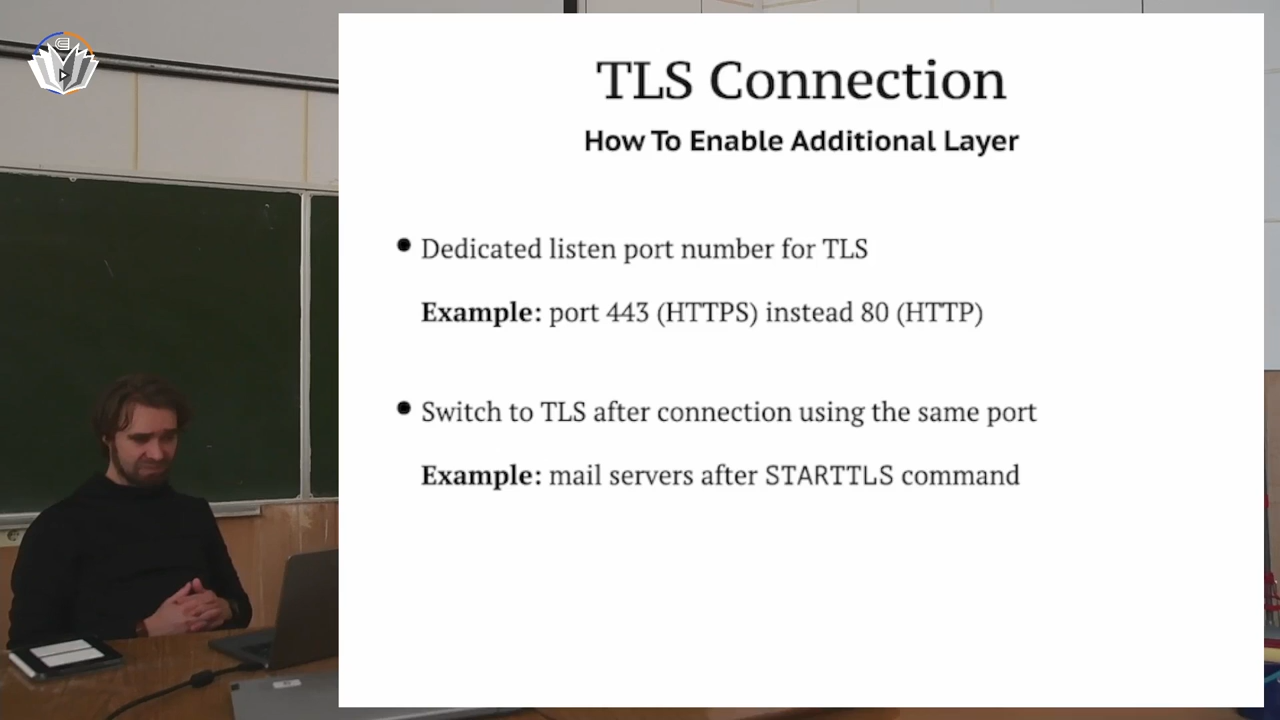 TLS Connection
How To Enable Additional Layer
Dedicated listen port number for TLS
Example: port 443 (HTTPS) instead 80 (HTTP)
Switch to TLS after connection using the same port
Example: mail servers after STARTTLS command